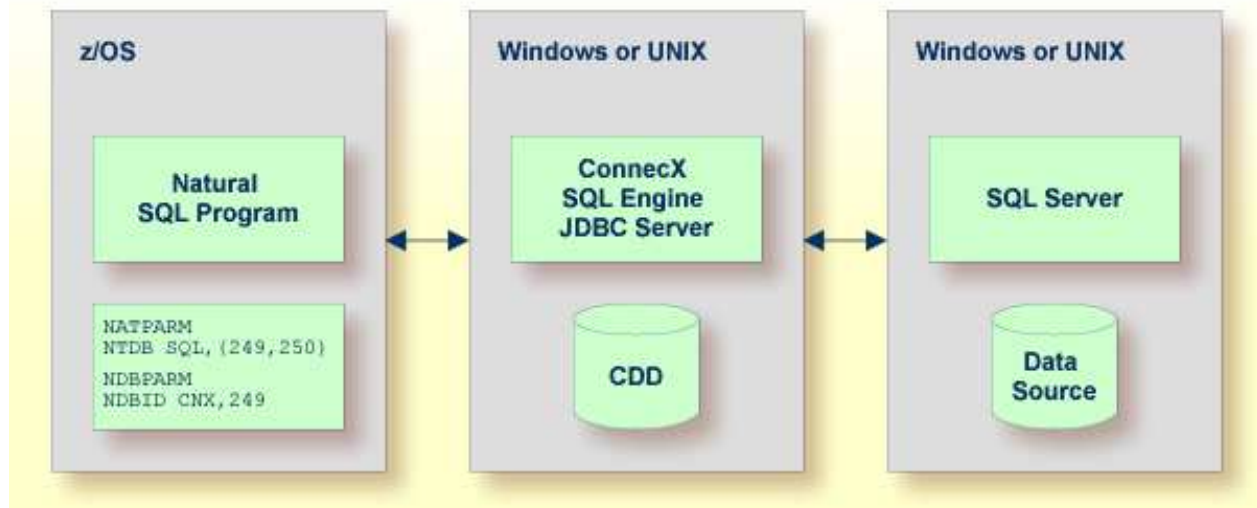 z/OS
Natural
SQL Program
NATPARM
NTDB SQL,(249,250)
NDBPARM
NDBID CNX,249
Windows or UNIX
ConnecX
SQL Engine
JDBC Server
CDD
Windows or UNIX
SQL Server
Data
Source